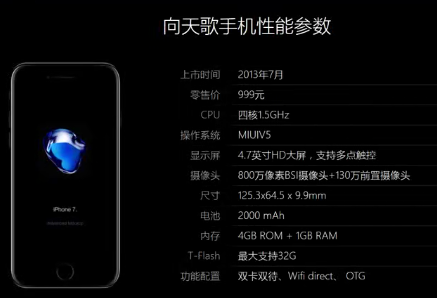 向天歌手机性能参数
上市时间 2013年7月
零售价 999元
CPU 四核1.5GHz
操作系统 MIUIV5
显示屏 4.7英寸HD大屏，支持多点触控
摄像头 800万像素BSI摄像头+130万前置摄像头
尺寸 125.3x64.5 x 9.9mm
电池 2000 mAh
内存 4GB ROM + 1GB RAM
T-Flash 最大支持32G
功能配置 双卡双待、Wifi direct、 OTG
iPhone 7.